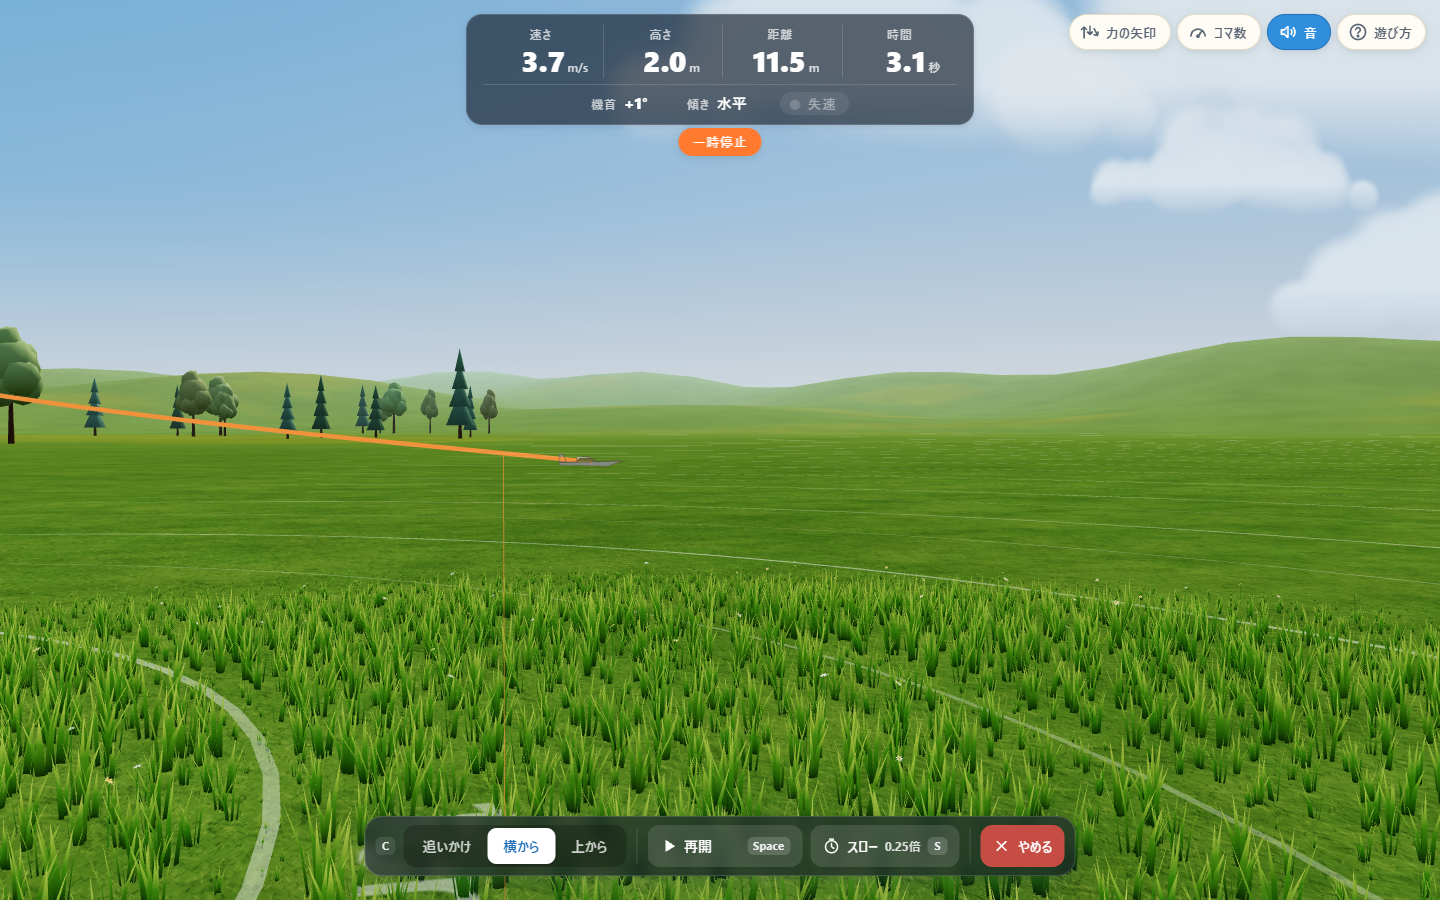 速さ 高さ 距離 時間
3.7 m/s 2.0 m 11.5 m 3.1 秒
機首 +1° 傾き 水平 失速
一時停止
力の矢印 コマ数 音 遊び方
C 追いかけ 横から 上から 再開 Space スロー 0.25倍 S やめる